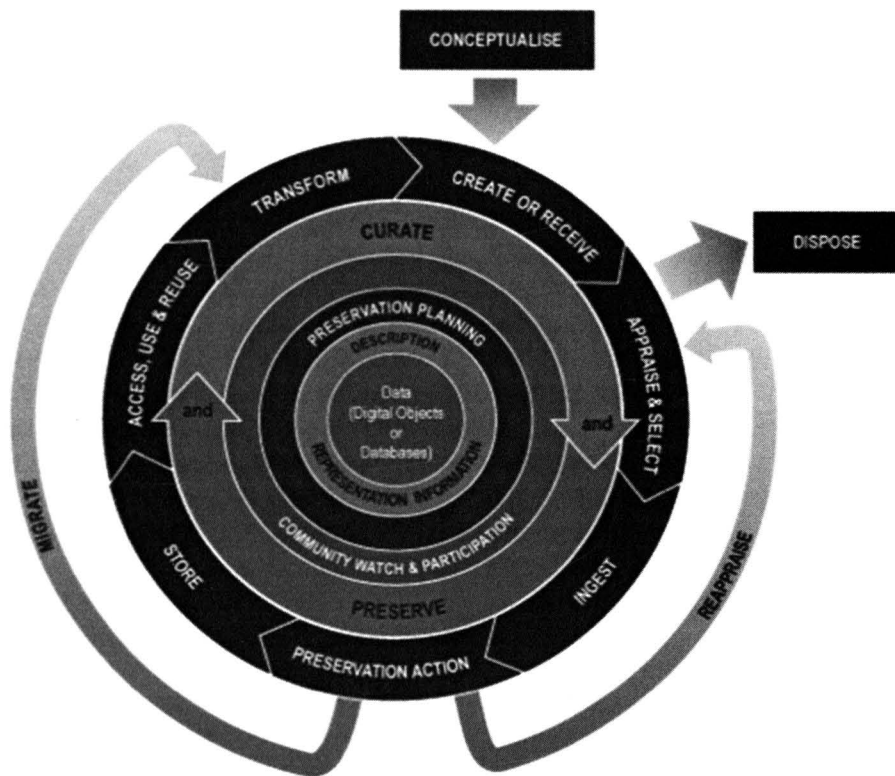 CONCEPTUALISE
TRANSFORM
CREATE OR RECEIVE
DISPOSE
CURATE
ACCESS, USE & REUSE
PRESERVATION PLANNING
APPRAISE & SELECT
DESCRIPTION
and
Data
(Digital Objects
or
Databases)
and
REPRESENTATION INFORMATION
MIGRATE
COMMUNITY WATCH & PARTICIPATION
STORE
INGEST
REAPPRAISE
PRESERVE
PRESERVATION ACTION